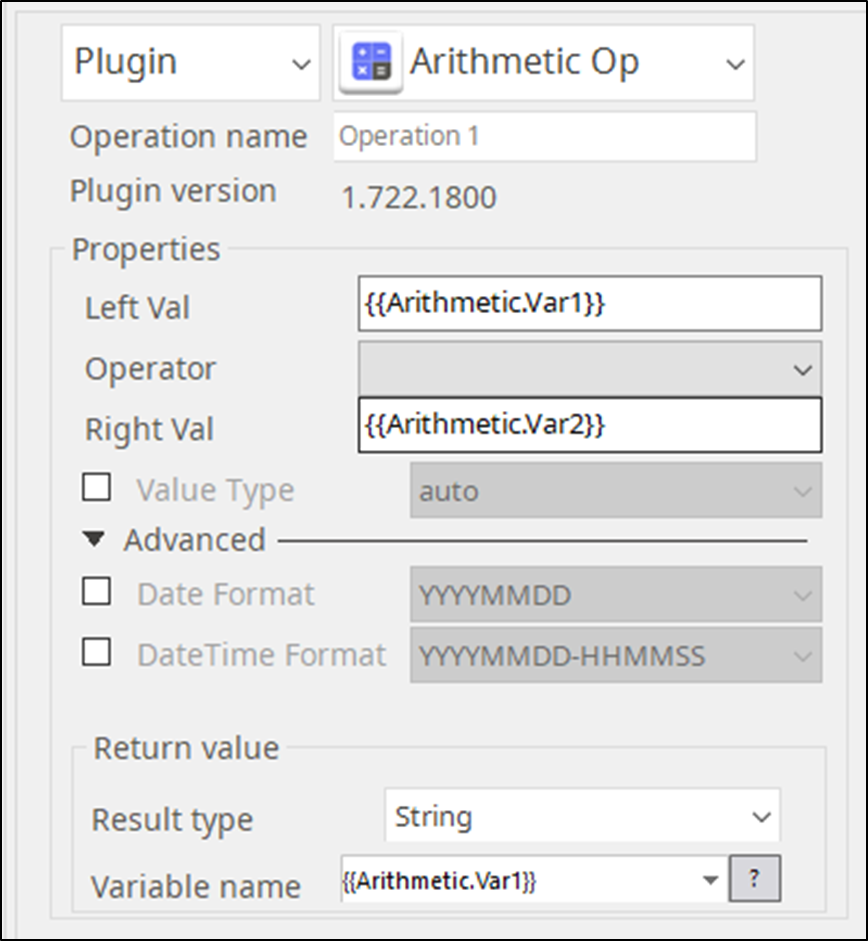 Plugin Arithmetic Op
Operation name Operation 1
Plugin version 1.722.1800
Properties
Left Val {{Arithmetic.Var1}}
Operator
Right Val {{Arithmetic.Var2}}
Value Type auto
Advanced
Date Format YYYYMMDD
DateTime Format YYYYMMDD-HHMMSS
Return value
Result type String
Variable name {{Arithmetic.Var1}} ?